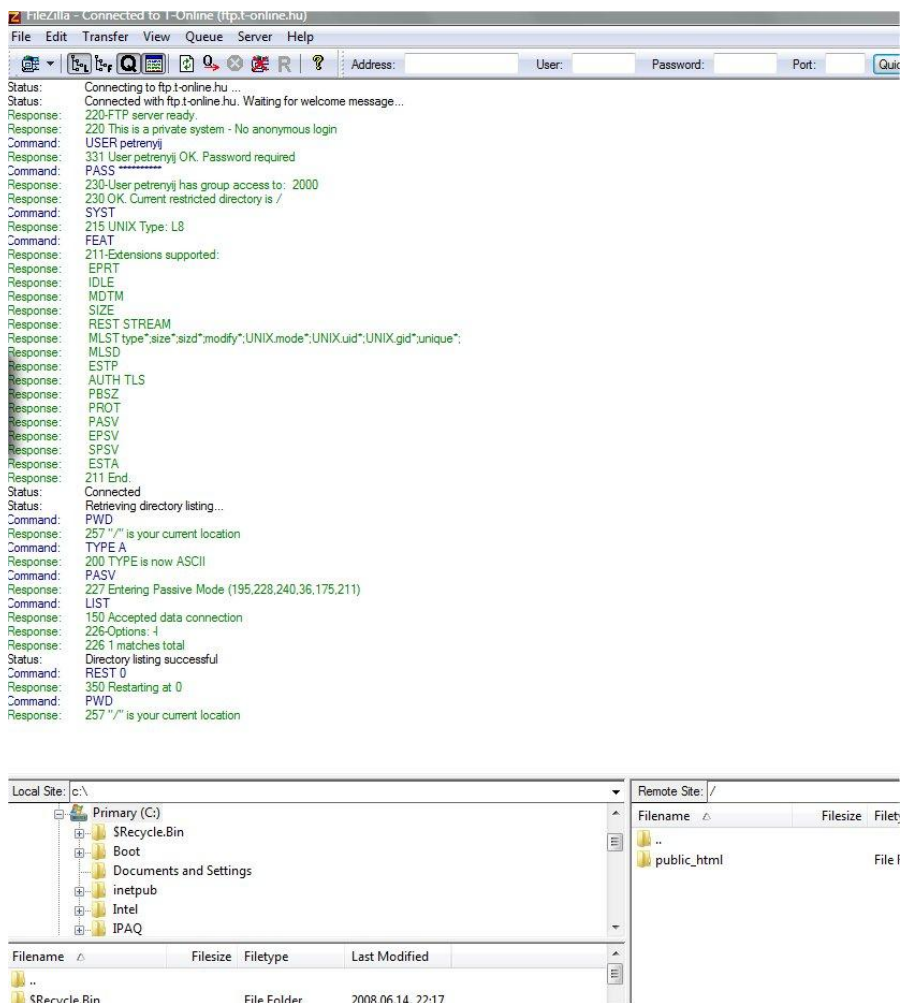 FileZilla - Connected to T-Online (ftp.t-online.hu)
File Edit Transfer View Queue Server Help
Address: User: Password: Port:
Status: Connecting to ftp.t-online.hu ...
Status: Connected with ftp.t-online.hu. Waiting for welcome message...
Response: 220-FTP server ready.
Response: 220 This is a private system - No anonymous login
Command: USER petrenyij
Response: 331 User petrenyij OK. Password required
Command: PASS **********
Response: 230-User petrenyij has group access to: 2000
Response: 230 OK. Current restricted directory is /
Command: SYST
Response: 215 UNIX Type: L8
Command: FEAT
Response: 211-Extensions supported:
Response: EPRT
Response: IDLE
Response: MDTM
Response: SIZE
Response: REST STREAM
Response: MLST type*;size*;sizd*;modify*;UNIX.mode*;UNIX.uid*;UNIX.gid*;unique*;
Response: MLSD
Response: ESTP
Response: AUTH TLS
Response: PBSZ
Response: PROT
Response: PASV
Response: EPSV
Response: SPSV
Response: ESTA
Response: 211 End.
Status: Connected
Status: Retrieving directory listing...
Command: PWD
Response: 257 "/" is your current location
Command: TYPE A
Response: 200 TYPE is now ASCII
Command: PASV
Response: 227 Entering Passive Mode (195,228,240,36,175,211)
Command: LIST
Response: 150 Accepted data connection
Response: 226-Options: -l
Response: 226 1 matches total
Status: Directory listing successful
Command: REST 0
Response: 350 Restarting at 0
Command: PWD
Response: 257 "/" is your current location
Local Site: c:\
Primary (C:)
$Recycle.Bin
Boot
Documents and Settings
inetpub
Intel
IPAQ
Filename Filesize Filetype Last Modified
..
$Recycle.Bin File Folder 2008.06.14. 22:17
Remote Site: /
Filename Filesize
..
public_html File